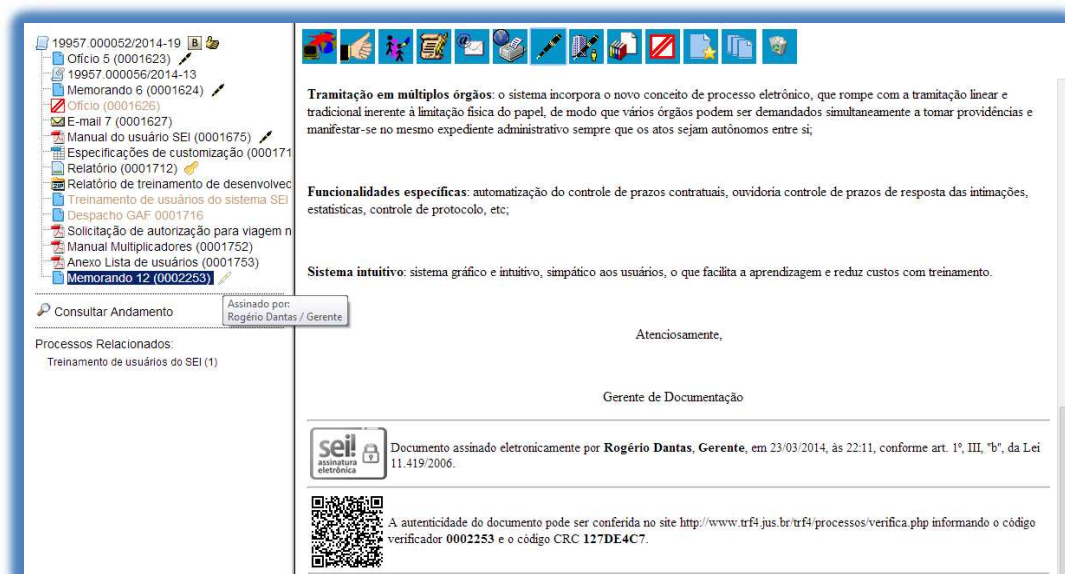 19957.000052/2014-19
Ofício 5 (0001623)
19957.000056/2014-13
Memorando 6 (0001624)
Ofício (0001626)
E-mail 7 (0001627)
Manual do usuário SEI (0001675)
Especificações de customização (000171
Relatório (0001712)
Relatório de treinamento de desenvolvec
Treinamento de usuários do sistema SEI
Despacho GAF 0001716
Solicitação de autorização para viagem n
Manual Multiplicadores (0001752)
Anexo Lista de usuários (0001753)
Memorando 12 (0002253)
Assinado por:
Rogério Dantas / Gerente
Consultar Andamento
Processos Relacionados:
Treinamento de usuários do SEI (1)
Tramitação em múltiplos órgãos: o sistema incorpora o novo conceito de processo eletrônico, que rompe com a tramitação linear e
tradicional inerente à limitação física do papel, de modo que vários órgãos podem ser demandados simultaneamente a tomar providências e
manifestar-se no mesmo expediente administrativo sempre que os atos sejam autônomos entre si;
Funcionalidades específicas: automatização do controle de prazos contratuais, ouvidoria controle de prazos de resposta das intimações,
estatísticas, controle de protocolo, etc;
Sistema intuitivo: sistema gráfico e intuitivo, simpático aos usuários, o que facilita a aprendizagem e reduz custos com treinamento.
Atenciosamente,
Gerente de Documentação
sei!
assinatura
eletrônica
Documento assinado eletronicamente por Rogério Dantas, Gerente, em 23/03/2014, às 22:11, conforme art. 1º, III, "b", da Lei
11.419/2006.
A autenticidade do documento pode ser conferida no site http://www.trf4.jus.br/trf4/processos/verifica.php informando o código
verificador 0002253 e o código CRC 127DE4C7.